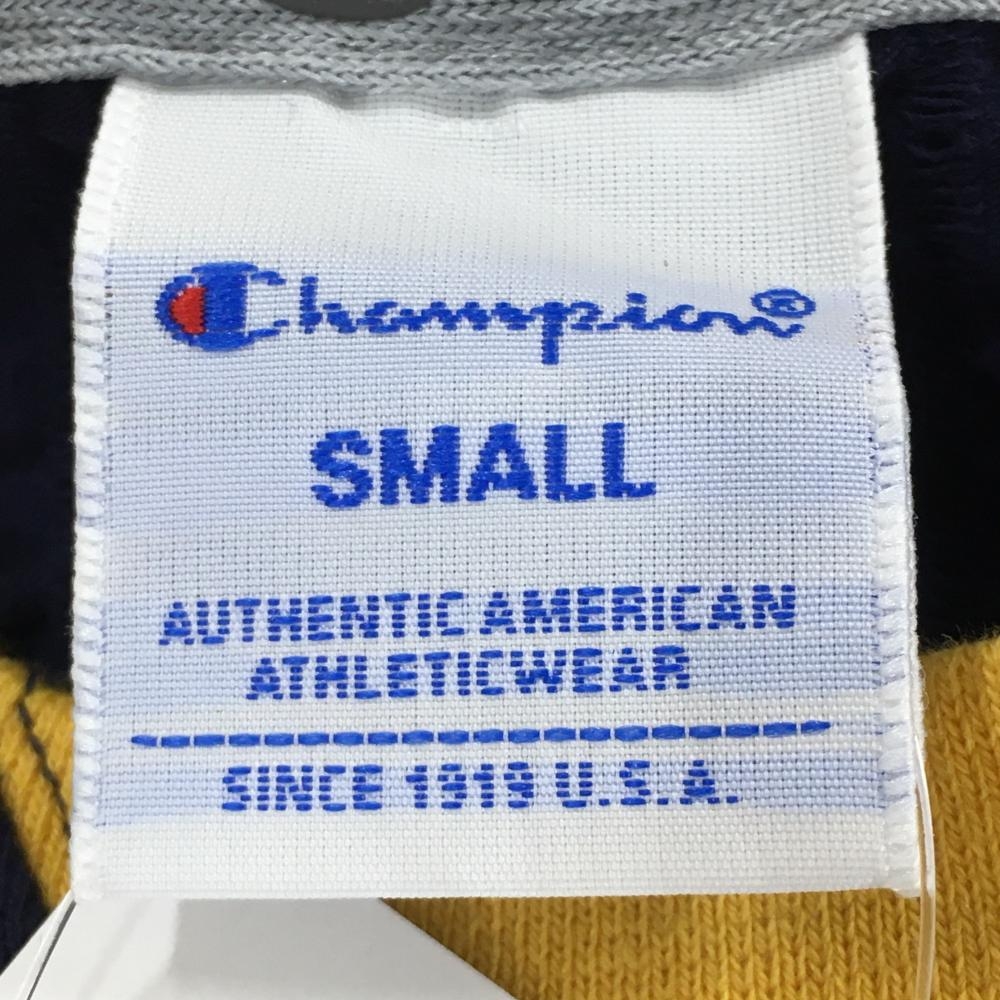 Champion®
SMALL
AUTHENTIC AMERICAN
ATHLETICWEAR
SINCE 1919 U.S.A.